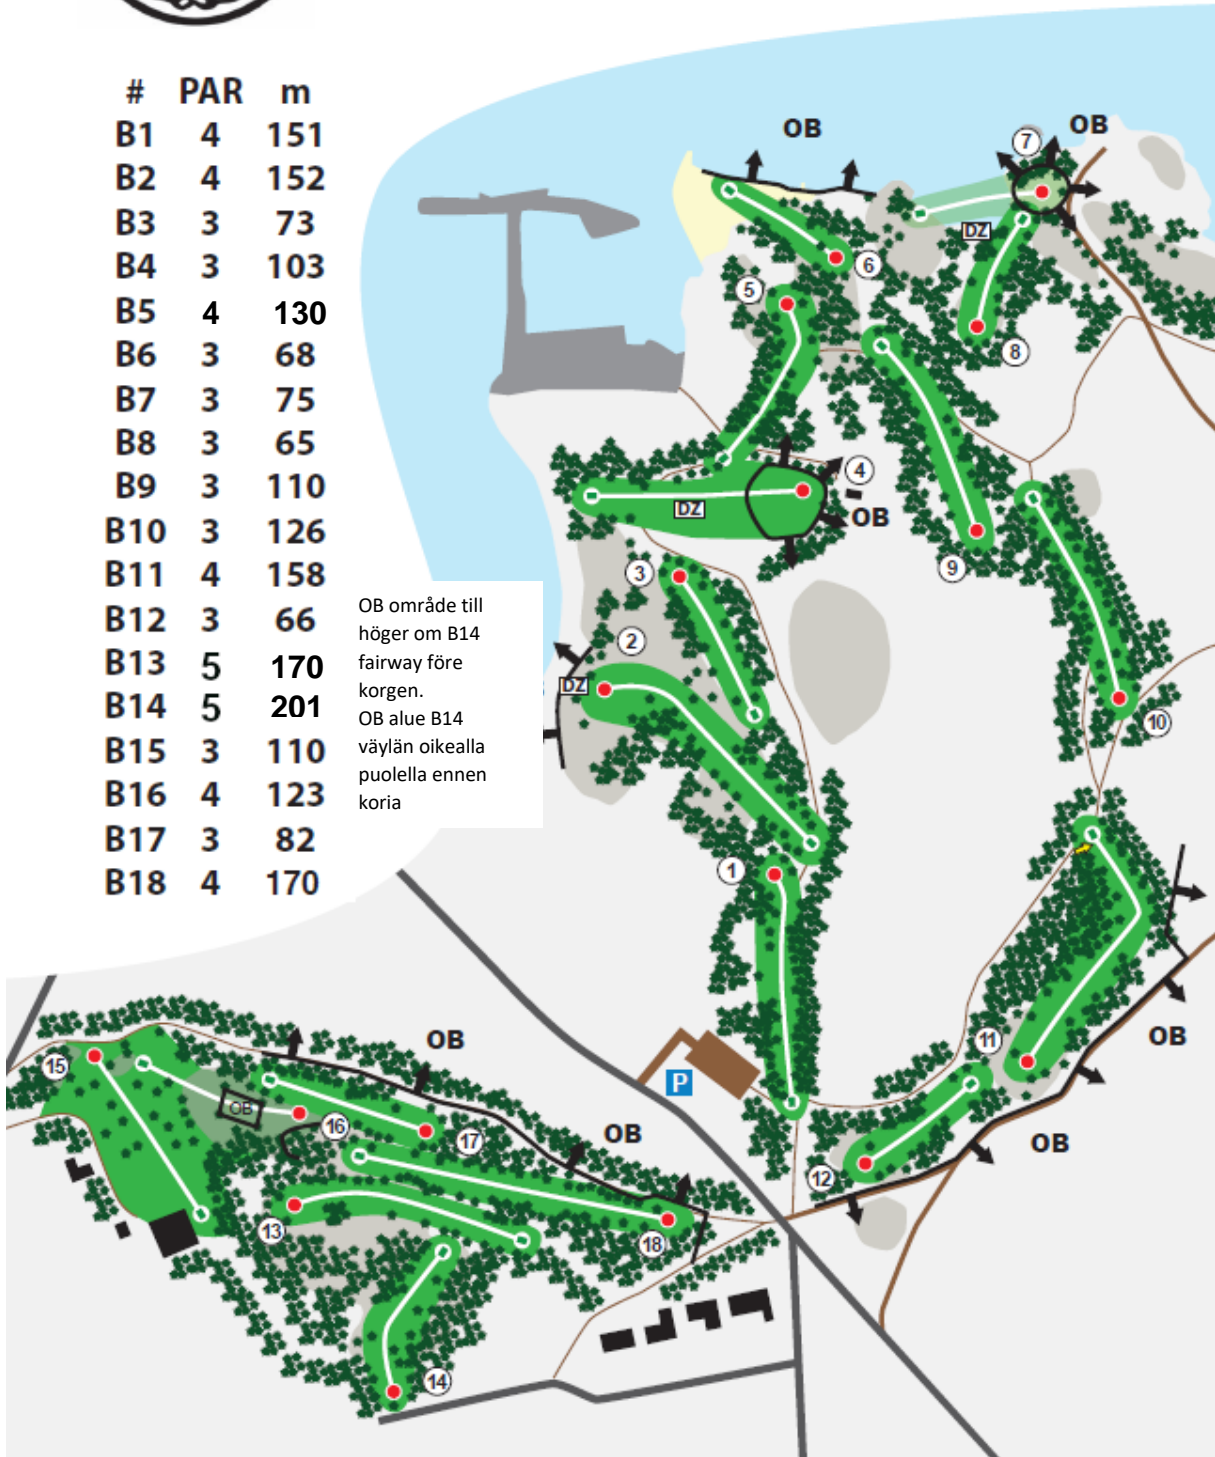 # PAR m
B1 4 151
B2 4 152
B3 3 73
B4 3 103
B5 4 130
B6 3 68
B7 3 75
B8 3 65
B9 3 110
B10 3 126
B11 4 158
B12 3 66
B13 5 170
B14 5 201
B15 3 110
B16 4 123
B17 3 82
B18 4 170
OB område till
höger om B14
fairway före
korgen.
OB alue B14
väylän oikealla
puolella ennen
koria
OB
OB
7
DZ
6
5
8
4
DZ
OB
9
3
2
DZ
10
1
11
OB
OB
12
P
15
OB
OB
16
17
OB
13
18
14